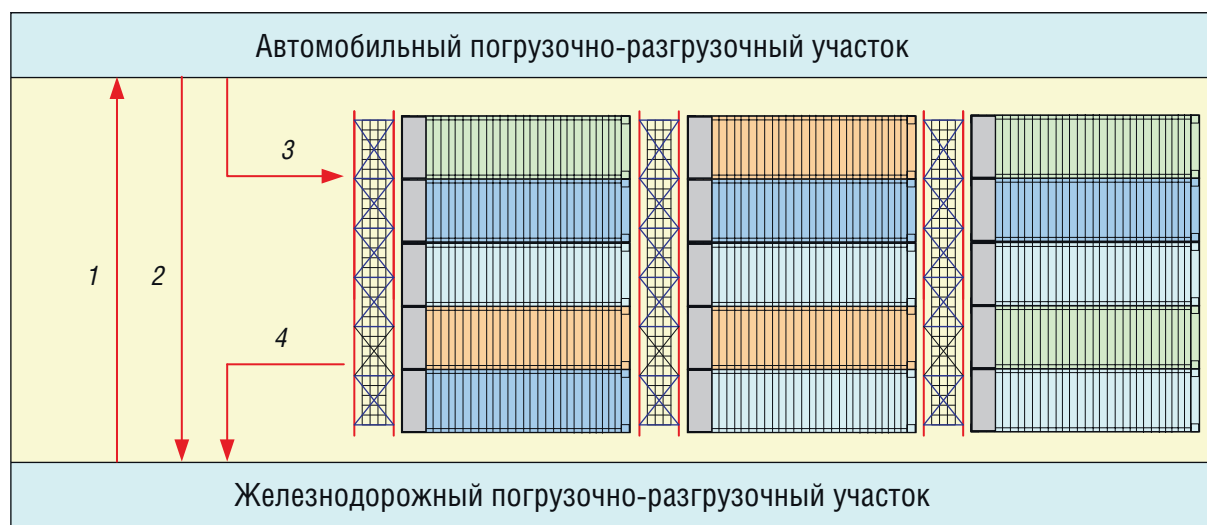 Автомобильный погрузочно-разгрузочный участок
3
1
2
4
Железнодорожный погрузочно-разгрузочный участок